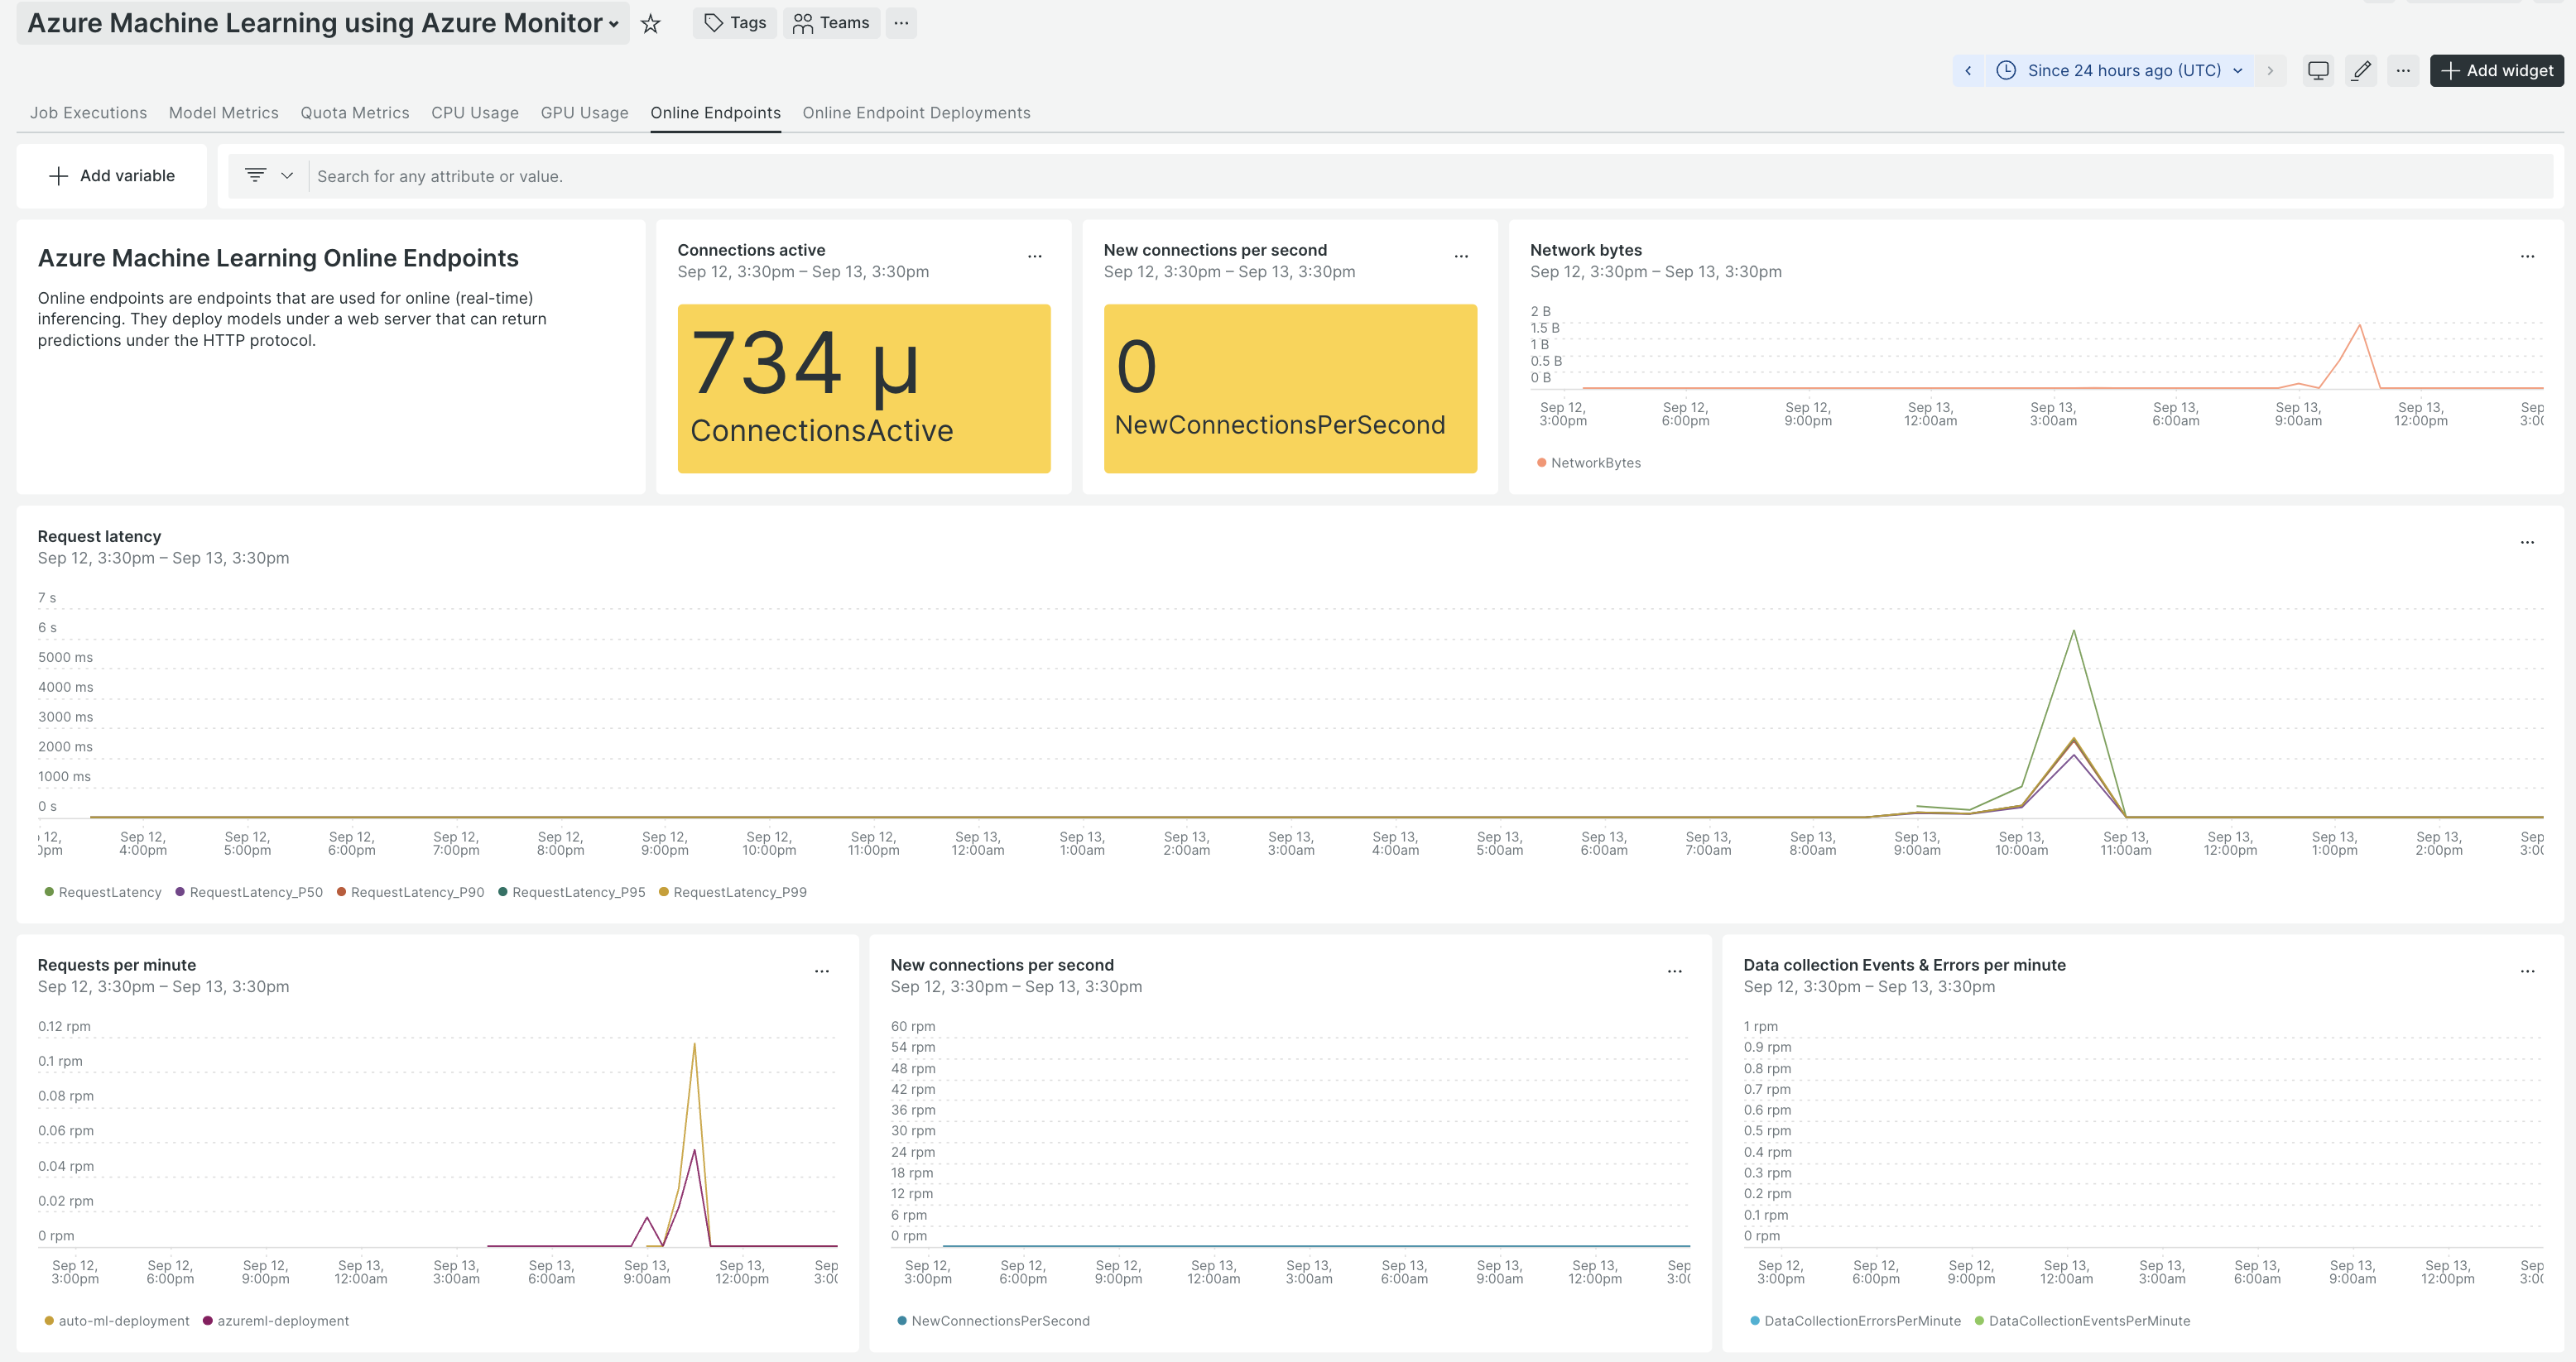 Azure Machine Learning using Azure Monitor
Tags
Teams
Since 24 hours ago (UTC)
Add widget
Job Executions
Model Metrics
Quota Metrics
CPU Usage
GPU Usage
Online Endpoints
Online Endpoint Deployments
Add variable
Search for any attribute or value.
Azure Machine Learning Online Endpoints
Online endpoints are endpoints that are used for online (real-time)
inferencing. They deploy models under a web server that can return
predictions under the HTTP protocol.
Connections active
Sep 12, 3:30pm – Sep 13, 3:30pm
734 µ
ConnectionsActive
New connections per second
Sep 12, 3:30pm – Sep 13, 3:30pm
0
NewConnectionsPerSecond
Network bytes
Sep 12, 3:30pm – Sep 13, 3:30pm
2 B
1.5 B
1 B
0.5 B
0 B
Sep 12, Sep 12, Sep 12, Sep 13, Sep 13, Sep 13, Sep 13, Sep 13, Sep
3:00pm 6:00pm 9:00pm 12:00am 3:00am 6:00am 9:00am 12:00pm 3:0
NetworkBytes
Request latency
Sep 12, 3:30pm – Sep 13, 3:30pm
7 s
6 s
5000 ms
4000 ms
3000 ms
2000 ms
1000 ms
0 s
12, Sep 12, Sep 12, Sep 12, Sep 12, Sep 12, Sep 12, Sep 12, Sep 12, Sep 13, Sep 13, Sep 13, Sep 13, Sep 13, Sep 13, Sep 13, Sep 13, Sep 13, Sep 13, Sep 13, Sep 13, Sep 13, Sep 13, Sep 13, Sep
0pm 4:00pm 5:00pm 6:00pm 7:00pm 8:00pm 9:00pm 10:00pm 11:00pm 12:00am 1:00am 2:00am 3:00am 4:00am 5:00am 6:00am 7:00am 8:00am 9:00am 10:00am 11:00am 12:00pm 1:00pm 2:00pm 3:0
RequestLatency RequestLatency_P50 RequestLatency_P90 RequestLatency_P95 RequestLatency_P99
Requests per minute
Sep 12, 3:30pm – Sep 13, 3:30pm
0.12 rpm
0.1 rpm
0.08 rpm
0.06 rpm
0.04 rpm
0.02 rpm
0 rpm
Sep 12, Sep 12, Sep 12, Sep 13, Sep 13, Sep 13, Sep 13, Sep 13, Sep
3:00pm 6:00pm 9:00pm 12:00am 3:00am 6:00am 9:00am 12:00pm 3:0
auto-ml-deployment azureml-deployment
New connections per second
Sep 12, 3:30pm – Sep 13, 3:30pm
60 rpm
54 rpm
48 rpm
42 rpm
36 rpm
30 rpm
24 rpm
18 rpm
12 rpm
6 rpm
0 rpm
Sep 12, Sep 12, Sep 12, Sep 13, Sep 13, Sep 13, Sep 13, Sep 13, Sep
3:00pm 6:00pm 9:00pm 12:00am 3:00am 6:00am 9:00am 12:00pm 3:0
NewConnectionsPerSecond
Data collection Events & Errors per minute
Sep 12, 3:30pm – Sep 13, 3:30pm
1 rpm
0.9 rpm
0.8 rpm
0.7 rpm
0.6 rpm
0.5 rpm
0.4 rpm
0.3 rpm
0.2 rpm
0.1 rpm
0 rpm
Sep 12, Sep 12, Sep 12, Sep 13, Sep 13, Sep 13, Sep 13, Sep 13, Sep
3:00pm 6:00pm 9:00pm 12:00am 3:00am 6:00am 9:00am 12:00pm 3:0
DataCollectionErrorsPerMinute DataCollectionEventsPerMinute